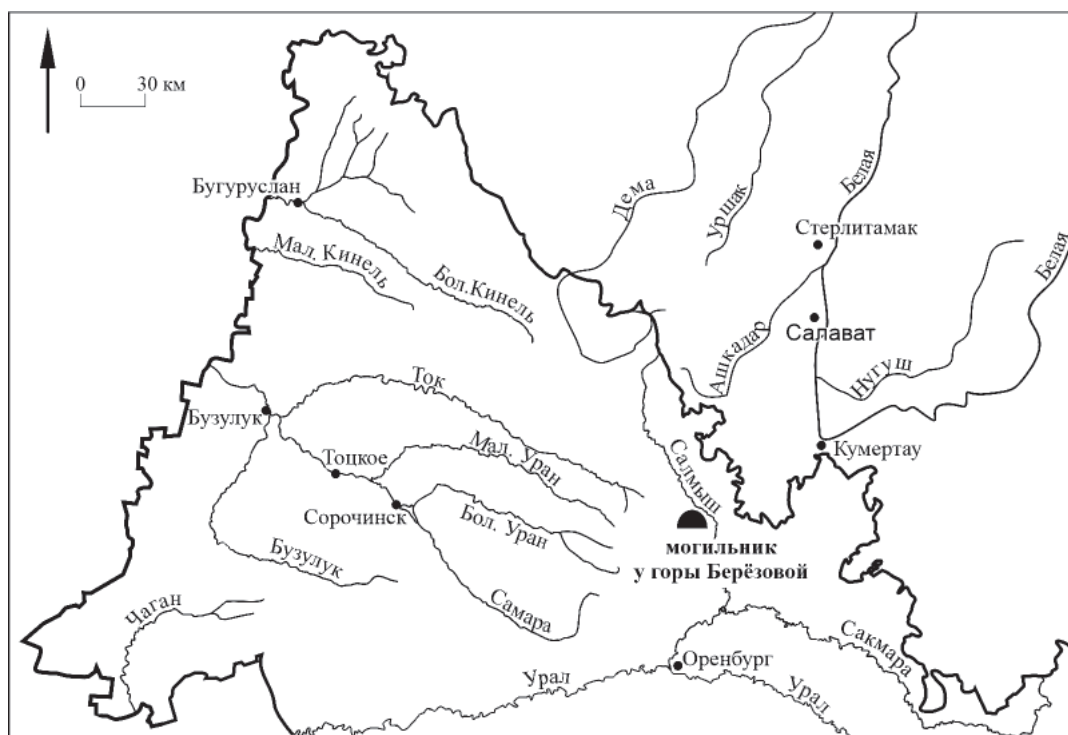 0
30 км
Бугуруслан
Мал. Кинель
Бол.Кинель
Дема
Уршак
Белая
Стерлитамак
Белая
Салават
Ашкадар
Нугуш
Ток
Бузулук
Кумертау
Тоцкое
Мал. Уран
Салмыш
Сорочинск
Бол. Уран
могильник
у горы Берёзовой
Бузулук
Самара
Чаган
Сакмара
Оренбург
Урал
Урал